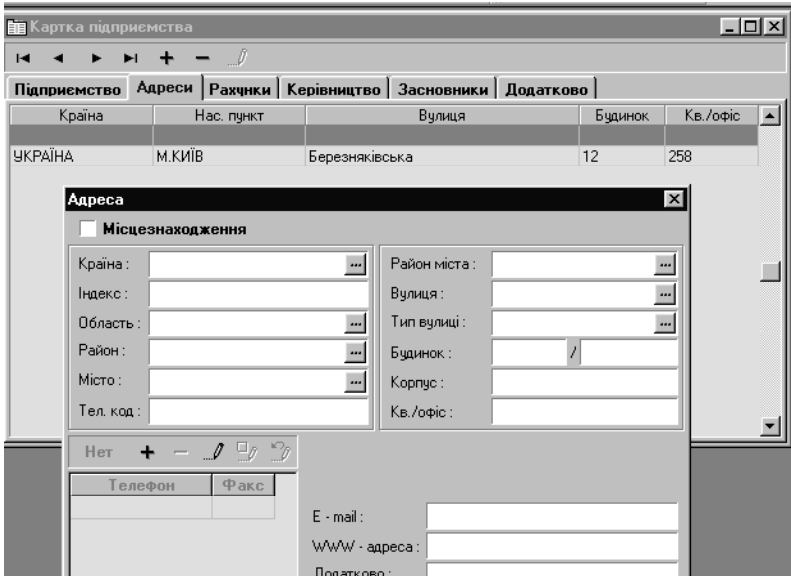 Картка підприємства
Підприємство Адреси Рахунки Керівництво Засновники Додатково
Країна Нас. пункт Вулиця Будинок Кв./офіс
УКРАЇНА М.КИЇВ Березняківська 12 258
Адреса
Місцезнаходження
Країна : Район міста :
Індекс : Вулиця :
Область : Тип вулиці :
Район : Будинок : /
Місто : Корпус :
Тел. код : Кв./офіс :
Нет
Телефон Факс
E - mail :
WWW - адреса :
Додатково :